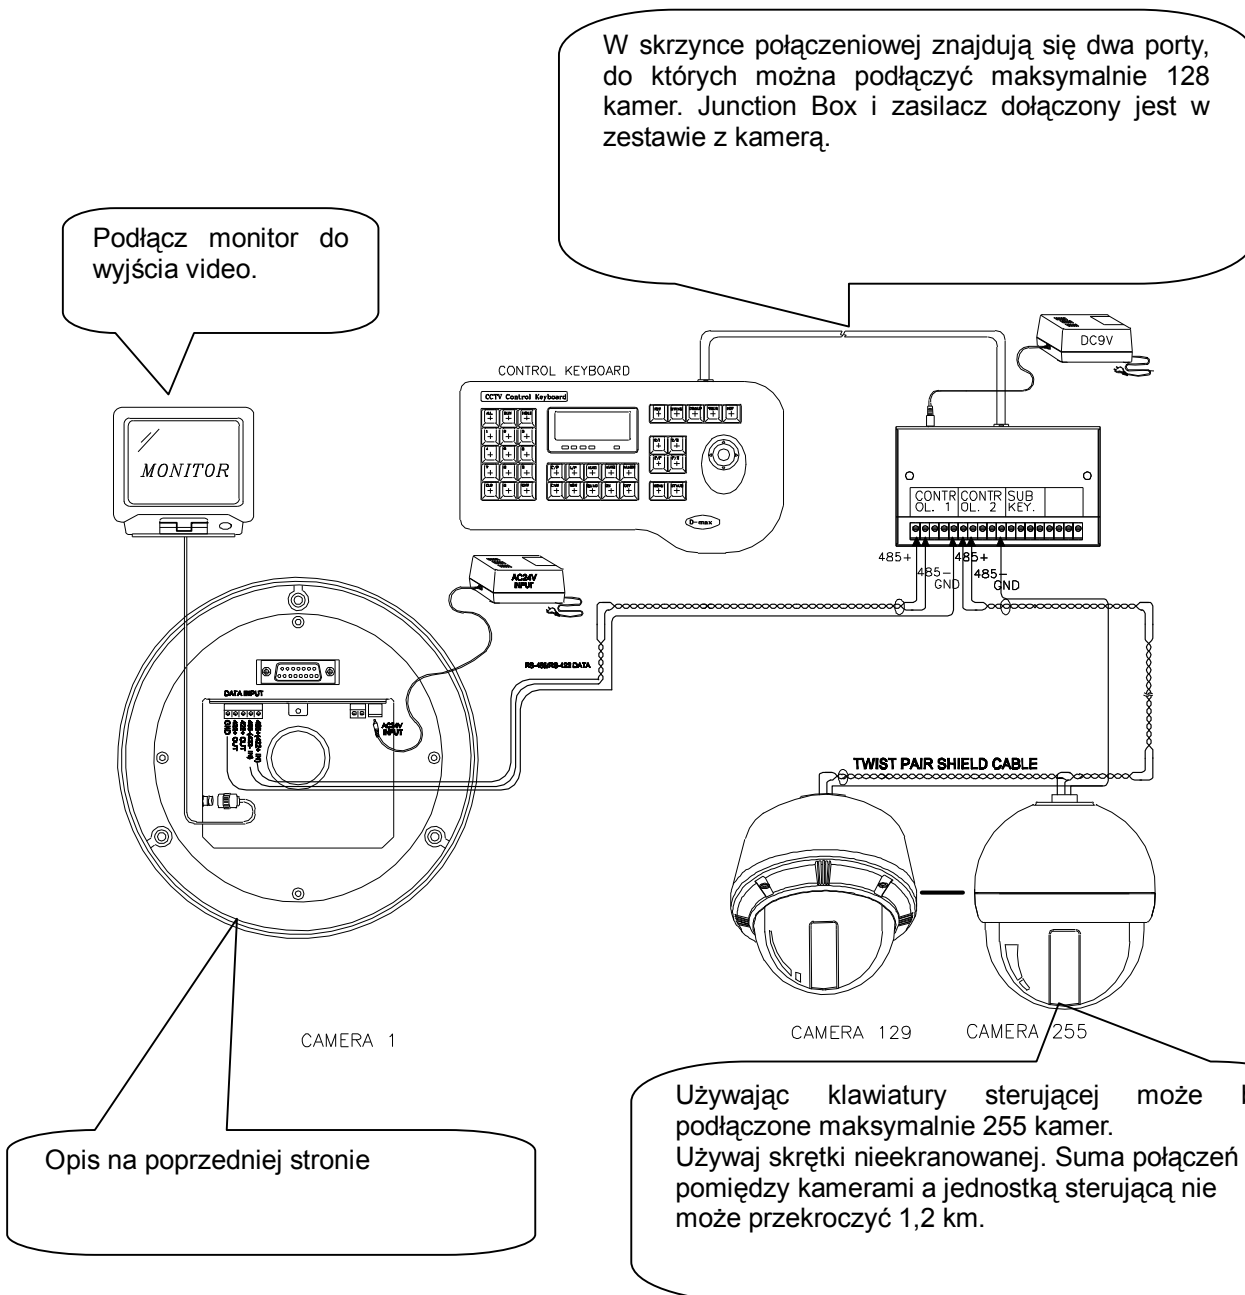 W skrzynce połączeniowej znajdują się dwa porty,
do których można podłączyć maksymalnie 128
kamer. Junction Box i zasilacz dołączony jest w
zestawie z kamerą.
Podłącz monitor do
wyjścia video.
DC9V
CONTROL KEYBOARD
CCTV Control Keyboard
MONITOR
D-max
CONTR CONTR SUB
OL. 1 OL. 2 KEY.
485+ 485+
485- 485-
GND GND
AC24V
INPUT
RS-485/RS-422 DATA
DATA INPUT
GND
AC24V
INPUT
TWIST PAIR SHIELD CABLE
CAMERA 1
CAMERA 129 CAMERA 255
Używając klawiatury sterującej może
podłączone maksymalnie 255 kamer.
Używaj skrętki nieekranowanej. Suma połączeń
pomiędzy kamerami a jednostką sterującą nie
może przekroczyć 1,2 km.
Opis na poprzedniej stronie